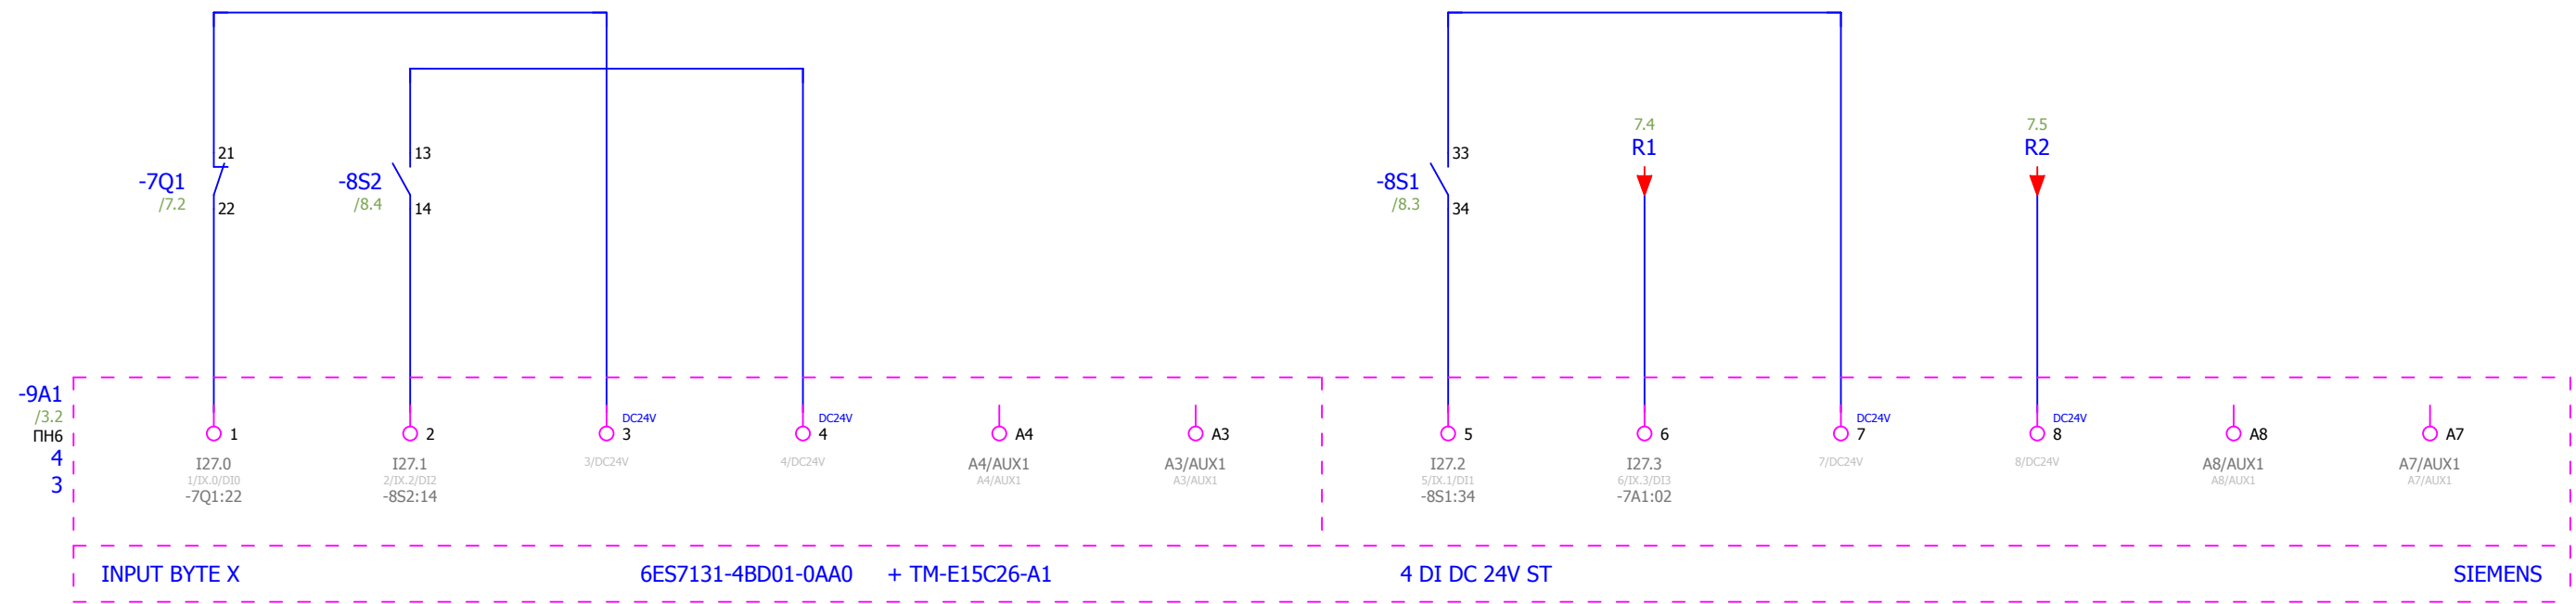 7.4
7.5
R1
R2
21
13
33
-7Q1
-8S2
-8S1
/7.2
/8.4
/8.3
22
14
34
-9A1
/3.2
ПН6
4
3
DC24V
DC24V
DC24V
DC24V
1
2
3
4
A4
A3
5
6
7
8
A8
A7
I27.0
I27.1
3/DC24V
4/DC24V
A4/AUX1
A3/AUX1
I27.2
I27.3
7/DC24V
8/DC24V
A8/AUX1
A7/AUX1
1/IX.0/DI0
2/IX.2/DI2
A4/AUX1
A3/AUX1
5/IX.1/DI1
6/IX.3/DI3
A8/AUX1
A7/AUX1
-7Q1:22
-8S2:14
-8S1:34
-7A1:02
INPUT BYTE X
6ES7131-4BD01-0AA0
+ TM-E15C26-A1
4 DI DC 24V ST
SIEMENS